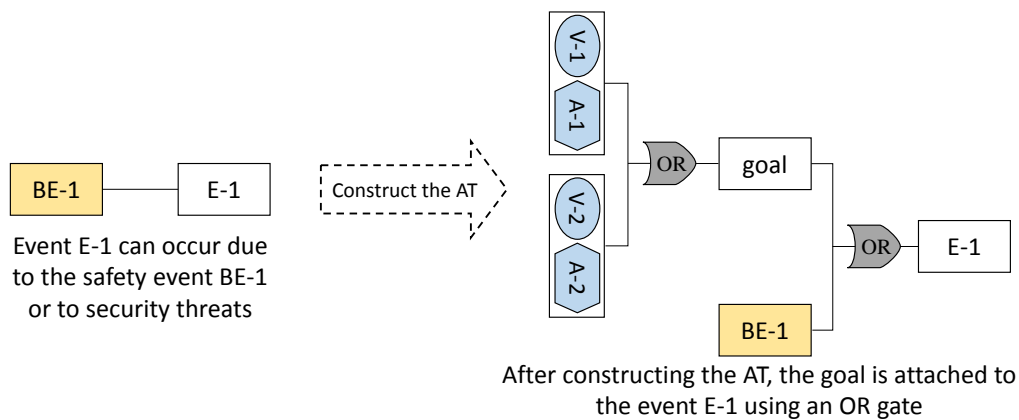 BE-1
E-1
Event E-1 can occur due
to the safety event BE-1
or to security threats
Construct the AT
V-1
A-1
V-2
A-2
OR
goal
OR
E-1
BE-1
After constructing the AT, the goal is attached to
the event E-1 using an OR gate